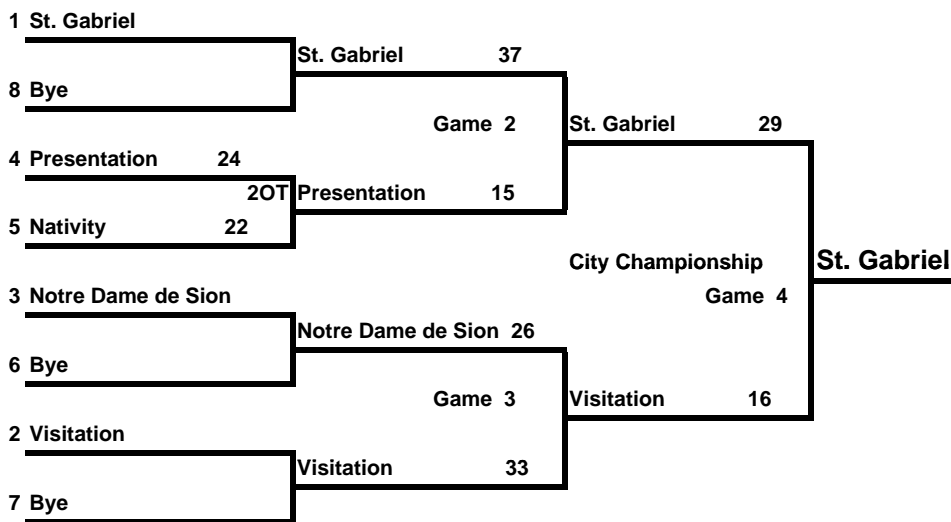 1 St. Gabriel
St. Gabriel 37
8 Bye
Game 2
St. Gabriel 29
4 Presentation 24
2OT Presentation 15
5 Nativity 22
City Championship
St. Gabriel
Game 4
3 Notre Dame de Sion
Notre Dame de Sion 26
6 Bye
Game 3
Visitation 16
2 Visitation
Visitation 33
7 Bye